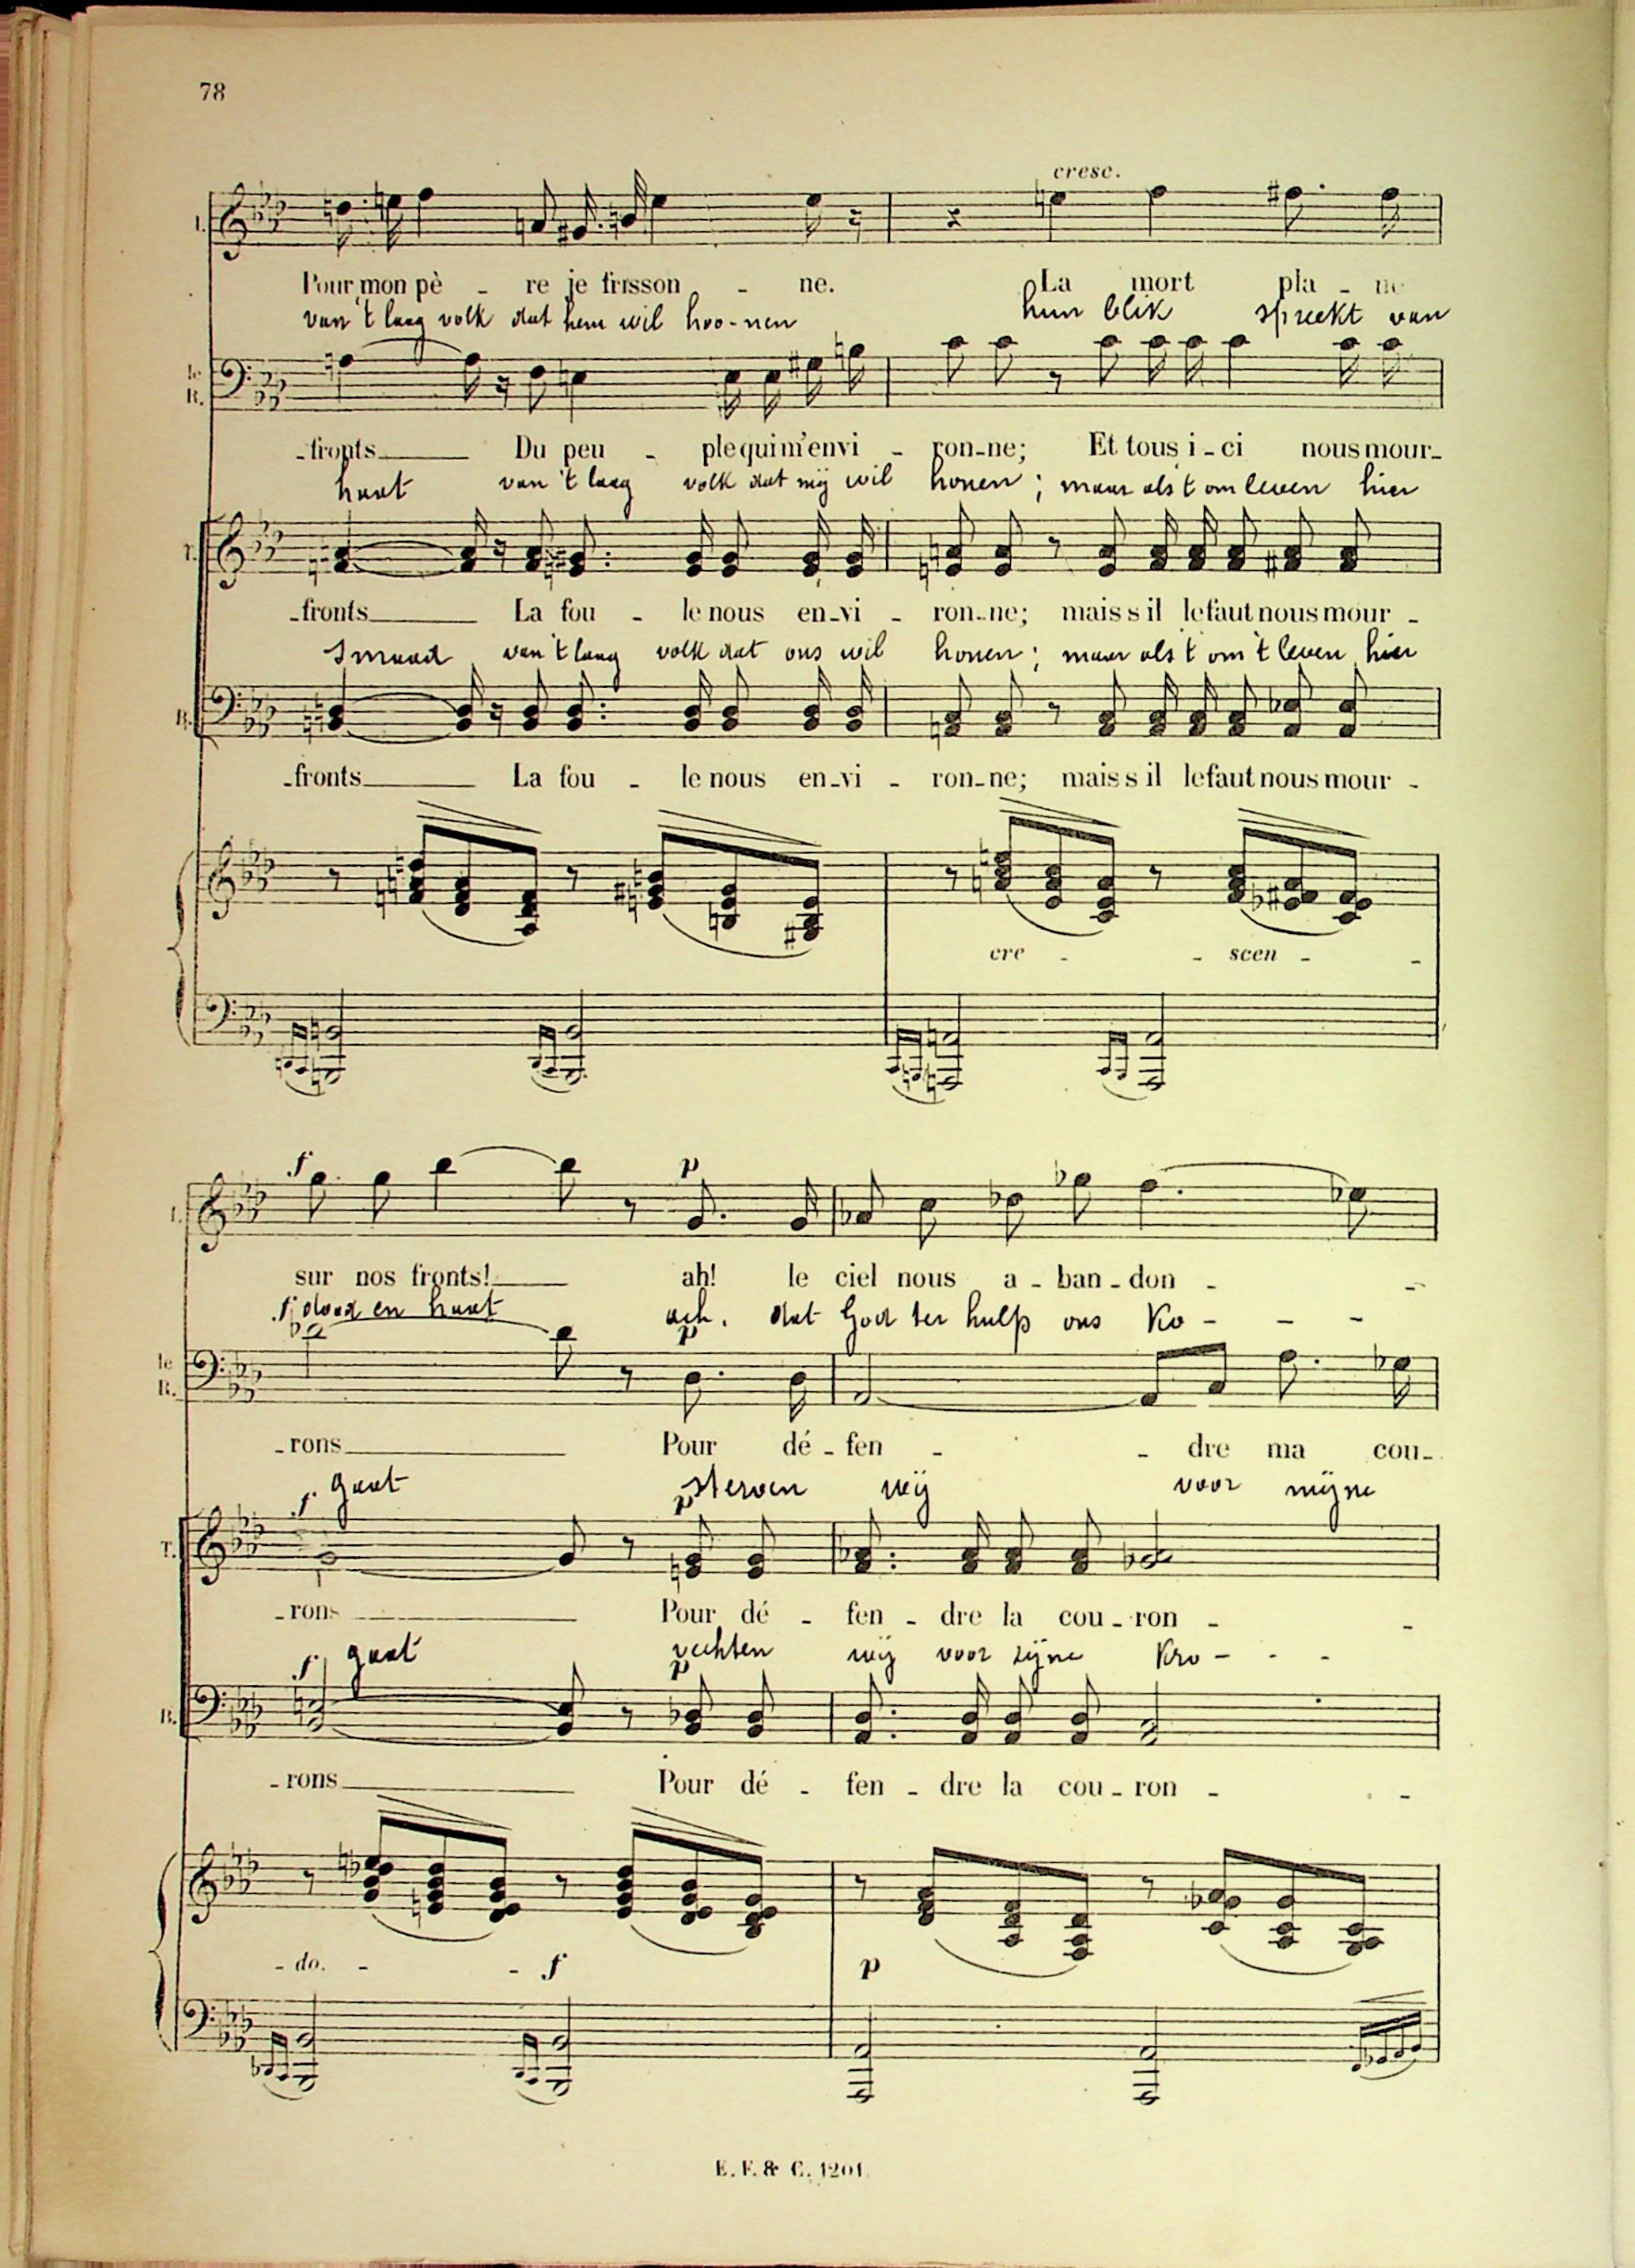 78
cresc.
I.
Pour mon pè - re je frisson - ne. La mort pla - ne
van 't laag volk dat hem wil hoo-nen hun blik spreekt van
le
R.
-fronts Du peu - ple qui m'envi - ron-ne; Et tous i-ci nous mour-
haat van 't laag volk dat mij wil honen; maar als 't om leven hier
T.
-fronts La fou - le nous en-vi - ron-ne; mais s il le faut nous mour -
smaad van 't laag volk dat ons wil honen; maar als 't om 't leven hier
B.
-fronts La fou - le nous en-vi - ron-ne; mais s il le faut nous mour -
cre - - scen - -
f p
I.
sur nos fronts! ah! le ciel nous a - ban - don - -
f dood en haat ach, dat God ter hulp ons Ko - - -
p
le
R.
-rons Pour dé - fen - - dre ma cou-
gaat sterven wij voor mijne
f p
T.
-rons Pour dé - fen - dre la cou - ron - -
gaat vechten wij voor zijne Kro - - -
f p
B.
-rons Pour dé - fen - dre la cou - ron - -
- do. - - f p
E. F. & C. 1201